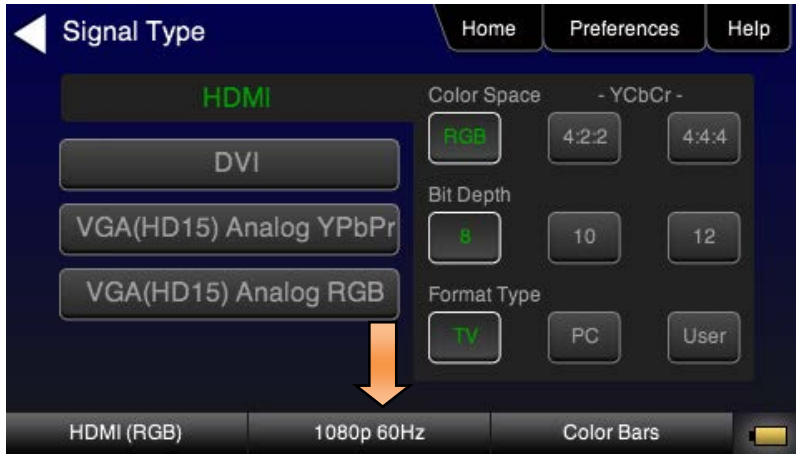 Signal Type Home Preferences Help
HDMI
DVI
VGA(HD15) Analog YPbPr
VGA(HD15) Analog RGB
Color Space - YCbCr -
RGB 4:2:2 4:4:4
Bit Depth
8 10 12
Format Type
TV PC User
HDMI (RGB) 1080p 60Hz Color Bars